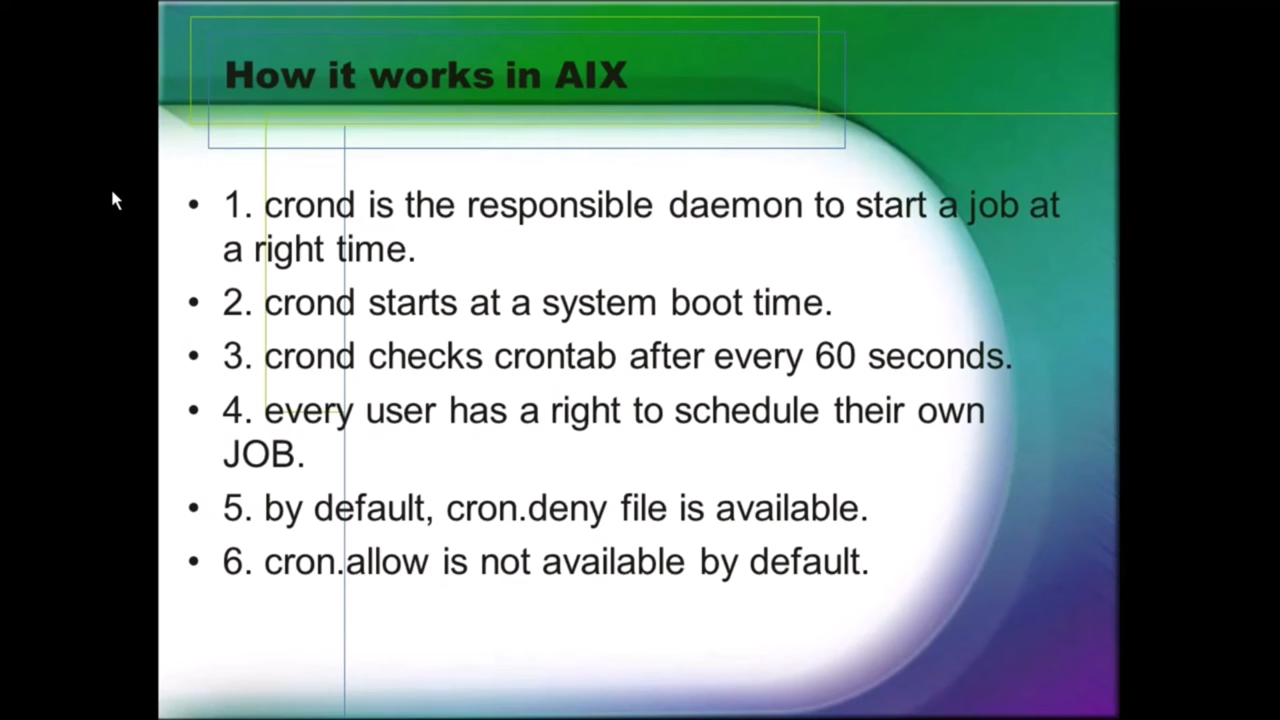 How it works in AIX
• 1. crond is the responsible daemon to start a job at
a right time.
• 2. crond starts at a system boot time.
• 3. crond checks crontab after every 60 seconds.
• 4. every user has a right to schedule their own
JOB.
• 5. by default, cron.deny file is available.
• 6. cron.allow is not available by default.